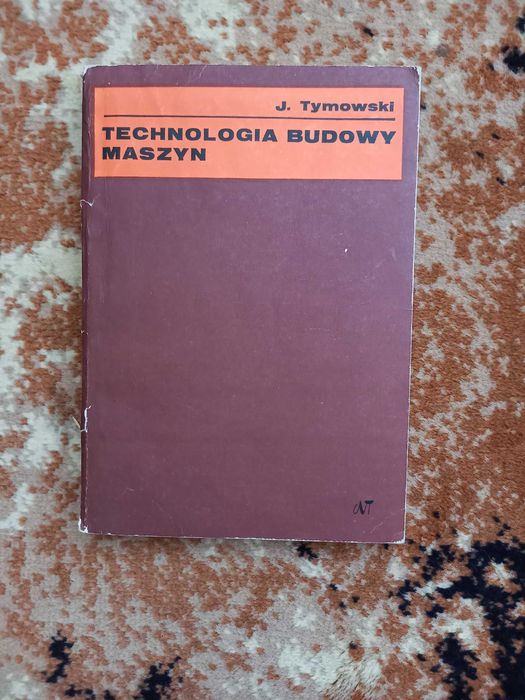 J. Tymowski
TECHNOLOGIA BUDOWY
MASZYN
WNT